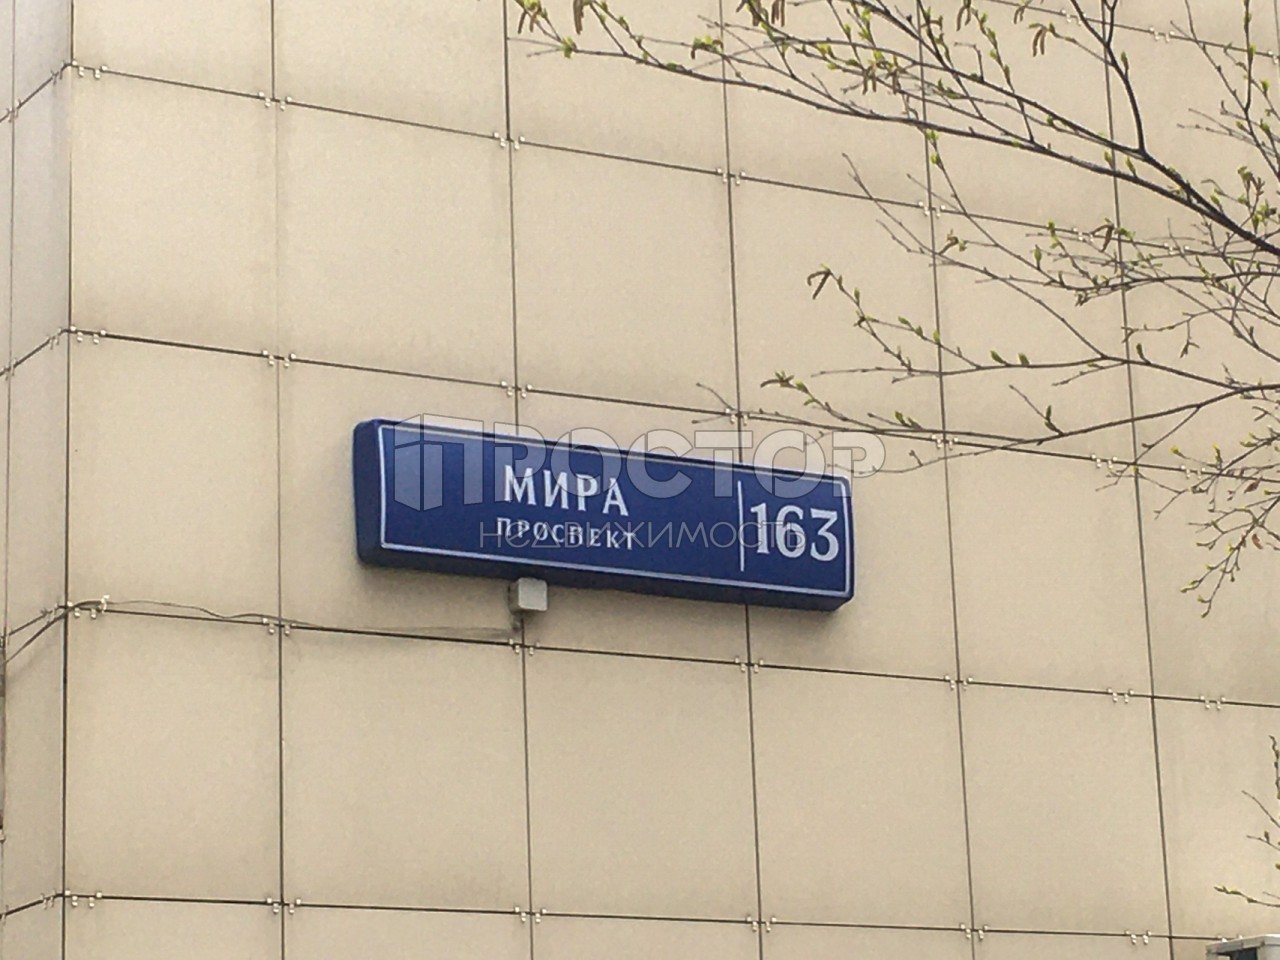 ПРОСТОР
МИРА
ПРОСПЕКТ
163
НЕДВИЖИМОСТЬ